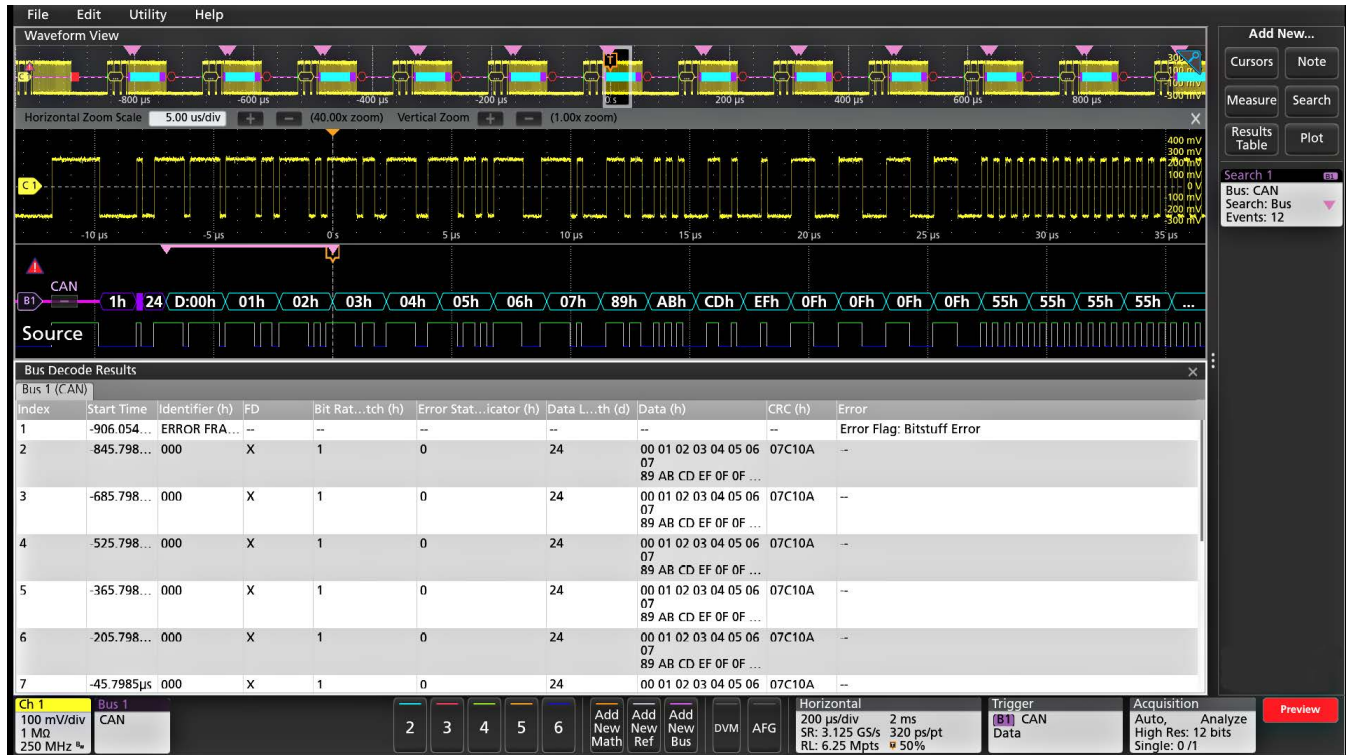 File Edit Utility Help
Waveform View
Add New...
Cursors Note
Measure Search
Results Table Plot
-800 µs -600 µs -400 µs -200 µs 0 s 200 µs 400 µs 600 µs 800 µs
Horizontal Zoom Scale 5.00 us/div + − (40.00x zoom) Vertical Zoom + − (1.00x zoom) X
400 mV
300 mV
200 mV
100 mV
0 V
-100 mV
-200 mV
-300 mV
C 1
-10 µs -5 µs 0 s 5 µs 10 µs 15 µs 20 µs 25 µs 30 µs 35 µs
Search 1 B1
Bus: CAN
Search: Bus
Events: 12
CAN
B1 1h 24 D:00h 01h 02h 03h 04h 05h 06h 07h 89h ABh CDh EFh 0Fh 0Fh 0Fh 0Fh 55h 55h 55h 55h ...
Source
Bus Decode Results
Bus 1 (CAN)
Index Start Time Identifier (h) FD Bit Rat...tch (h) Error Stat...icator (h) Data L...th (d) Data (h) CRC (h) Error
1 -906.054... ERROR FRA... -- -- -- -- -- -- Error Flag: Bitstuff Error
2 -845.798... 000 X 1 0 24 00 01 02 03 04 05 06 07C10A --
07
89 AB CD EF 0F 0F ...
3 -685.798... 000 X 1 0 24 00 01 02 03 04 05 06 07C10A --
07
89 AB CD EF 0F 0F ...
4 -525.798... 000 X 1 0 24 00 01 02 03 04 05 06 07C10A --
07
89 AB CD EF 0F 0F ...
5 -365.798... 000 X 1 0 24 00 01 02 03 04 05 06 07C10A --
07
89 AB CD EF 0F 0F ...
6 -205.798... 000 X 1 0 24 00 01 02 03 04 05 06 07C10A --
07
89 AB CD EF 0F 0F ...
7 -45.7985µs 000 X 1 0 24 00 01 02 03 04 05 06 07C10A --
Ch 1
100 mV/div
1 MΩ
250 MHz
Bus 1
CAN
2 3 4 5 6
Add New Math
Add New Ref
Add New Bus
DVM AFG
Horizontal
200 µs/div 2 ms
SR: 3.125 GS/s 320 ps/pt
RL: 6.25 Mpts 50%
Trigger
B1 CAN
Data
Acquisition
Auto, Analyze
High Res: 12 bits
Single: 0 /1
Preview